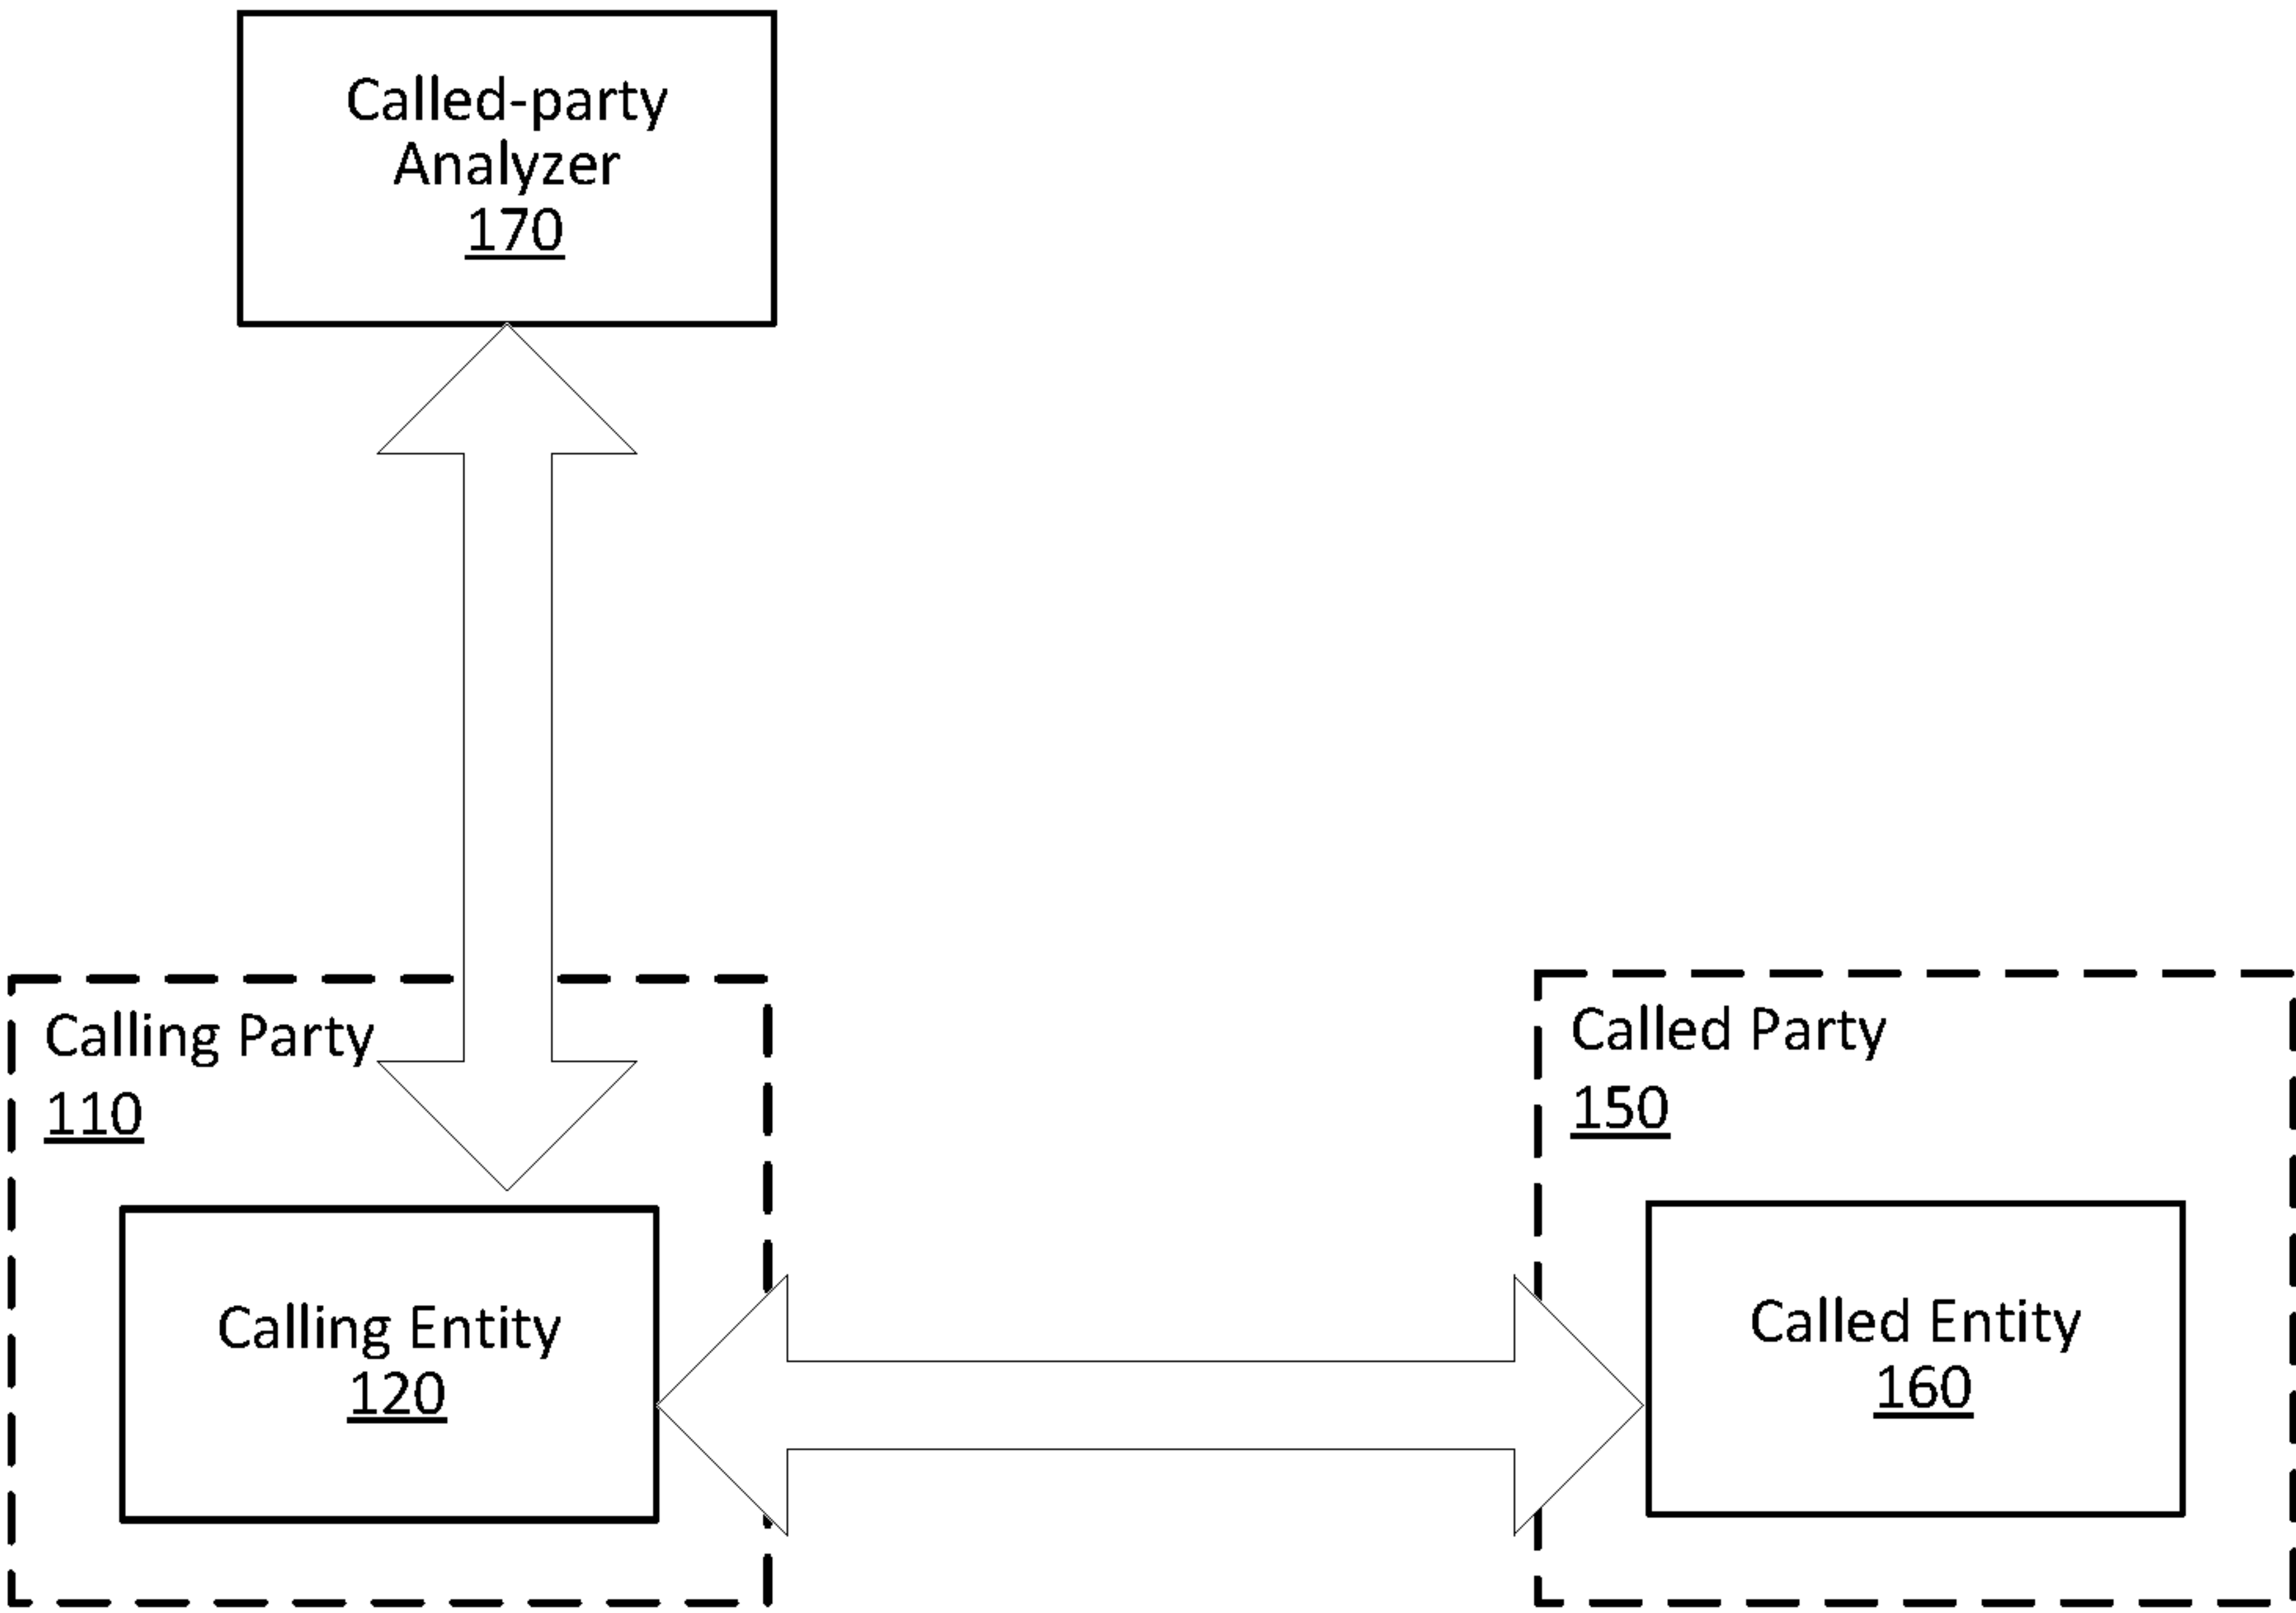 Called-party
Analyzer
170
Calling Party
110
Calling Entity
120
Called Party
150
Called Entity
160